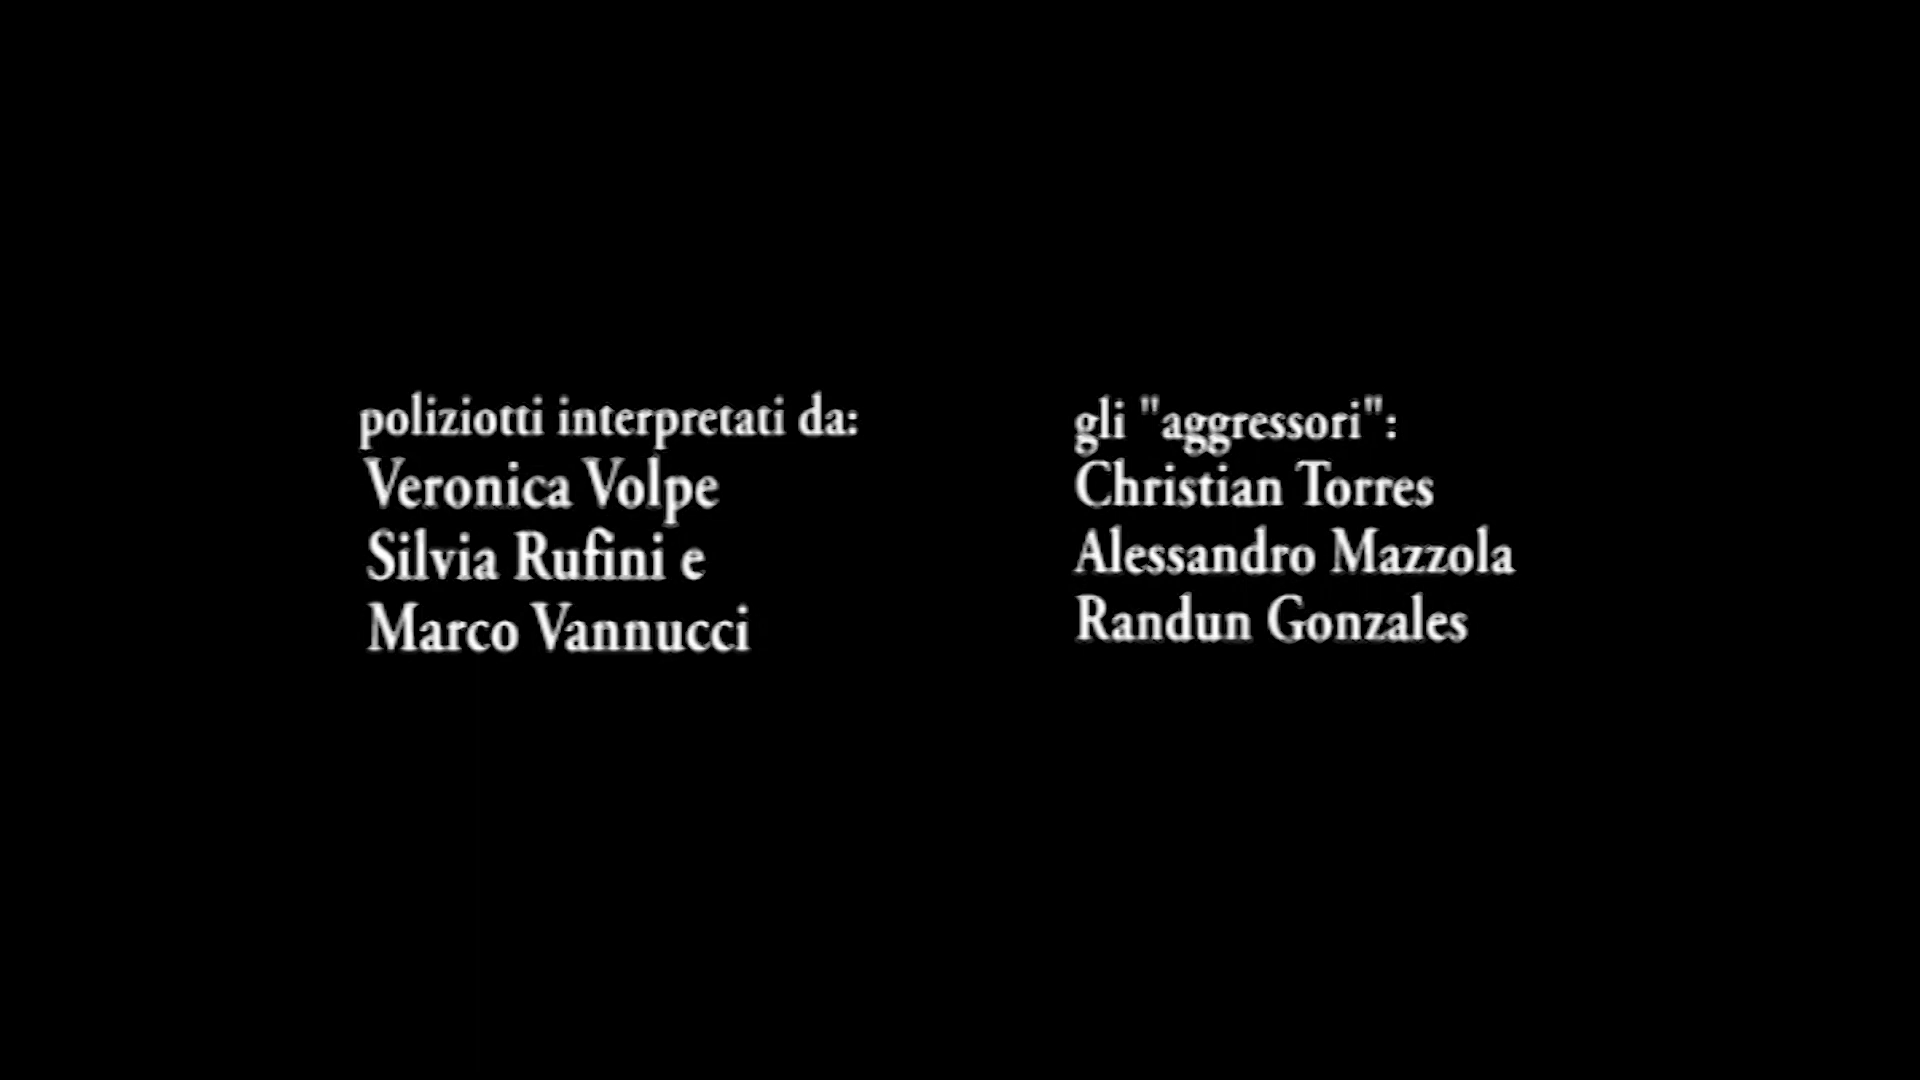 poliziotti interpretati da:
Veronica Volpe
Silvia Rufini e
Marco Vannucci
gli "aggressori":
Christian Torres
Alessandro Mazzola
Randun Gonzales